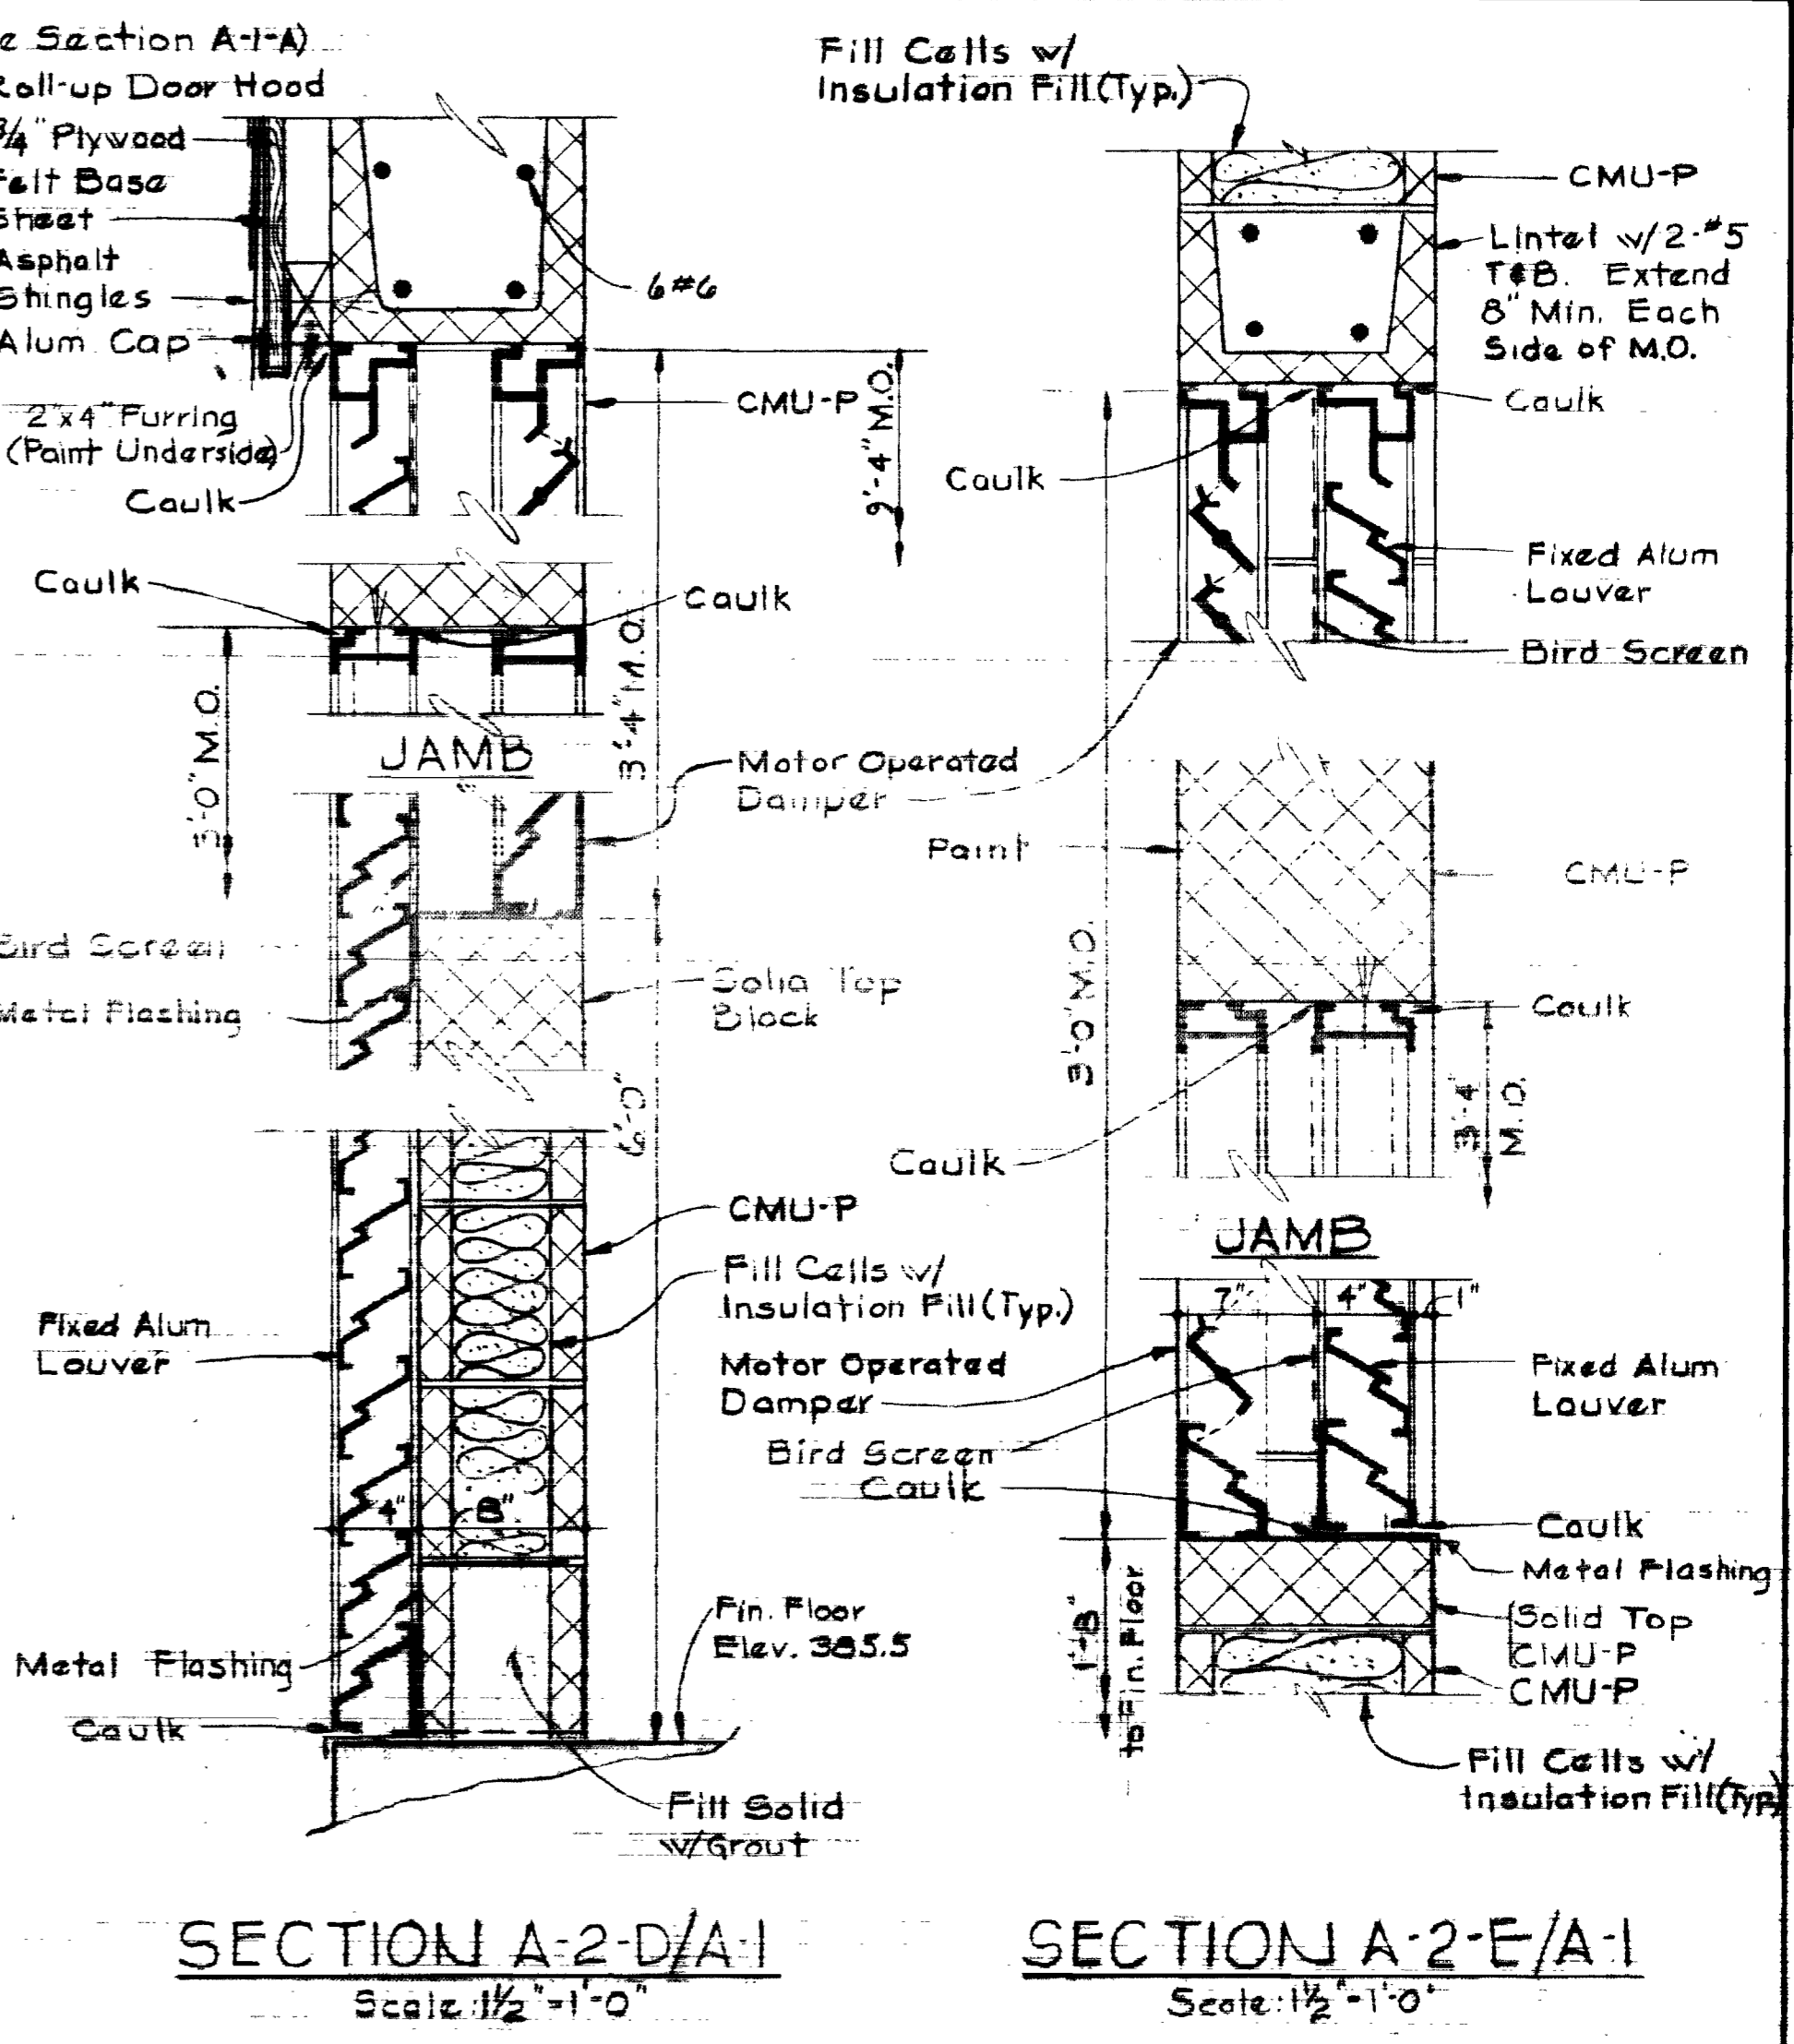 Section A-1-A)
Roll-up Door Hood
3/4" Plywood
Felt Base
Sheet
Asphalt
Shingles
Alum Cap
2"x4" Furring
(Paint Underside)
Caulk
6#6
CMU-P
9'-4" M.O.
Caulk
Caulk
3'-0" M.O.
3'-4" M.O.
JAMB
Motor Operated
Damper
Bird Screen
Metal Flashing
Solid Top
Block
6'-0"
CMU-P
Fill Cells w/
Insulation Fill (Typ.)
Fixed Alum
Louver
4" 8"
Metal Flashing
Caulk
Fin. Floor
Elev. 385.5
Fill Solid
w/Grout
SECTION A-2-D/A-1
Scale: 1 1/2" = 1'-0"
Fill Cells w/
Insulation Fill (Typ.)
CMU-P
Lintel w/ 2-#5
T&B. Extend
8" Min. Each
Side of M.O.
Caulk
Caulk
Fixed Alum
Louver
Bird Screen
Paint
CMU-P
3'-0" M.O.
Caulk
Caulk
3'-4
M.O.
JAMB
7" 4" 1"
Motor Operated
Damper
Bird Screen
Caulk
Fixed Alum
Louver
Caulk
Metal Flashing
Solid Top
CMU-P
CMU-P
1'-8"
to Fin. Floor
Fill Cells w/
Insulation Fill (Typ)
SECTION A-2-E/A-1
Scale: 1 1/2" = 1'-0"